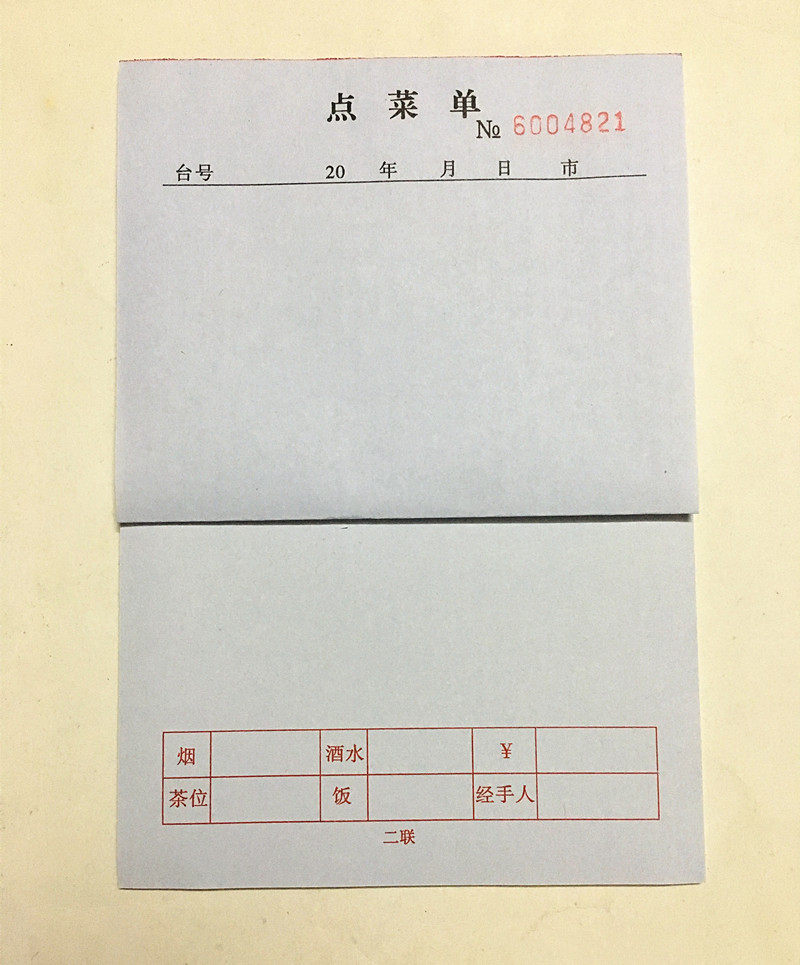 点菜单
№ 6004821
台号 20 年 月 日 市
烟 酒水 ¥
茶位 饭 经手人
二联